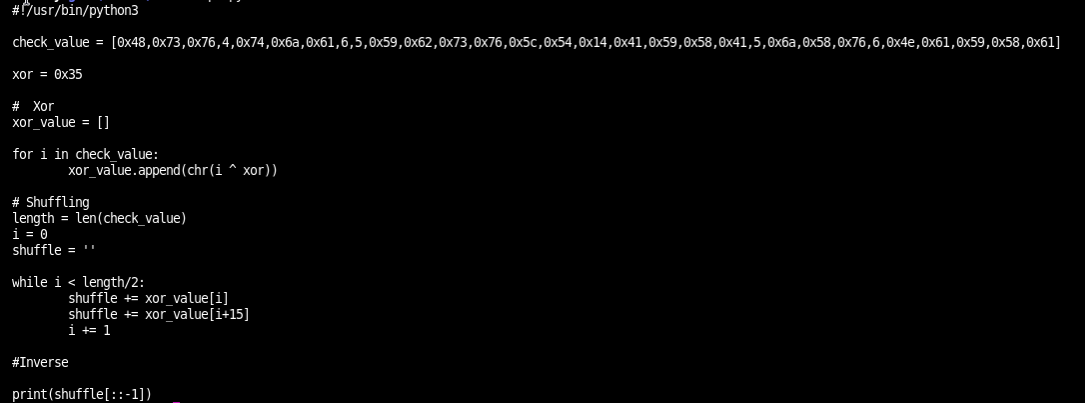 #!/usr/bin/python3
check_value = [0x48,0x73,0x76,4,0x74,0x6a,0x61,6,5,0x59,0x62,0x73,0x76,0x5c,0x54,0x14,0x41,0x59,0x58,0x41,5,0x6a,0x58,0x76,6,0x4e,0x61,0x59,0x58,0x61]
xor = 0x35
#  Xor
xor_value = []
for i in check_value:
        xor_value.append(chr(i ^ xor))
# Shuffling
length = len(check_value)
i = 0
shuffle = ''
while i < length/2:
        shuffle += xor_value[i]
        shuffle += xor_value[i+15]
        i += 1
#Inverse
print(shuffle[::-1])